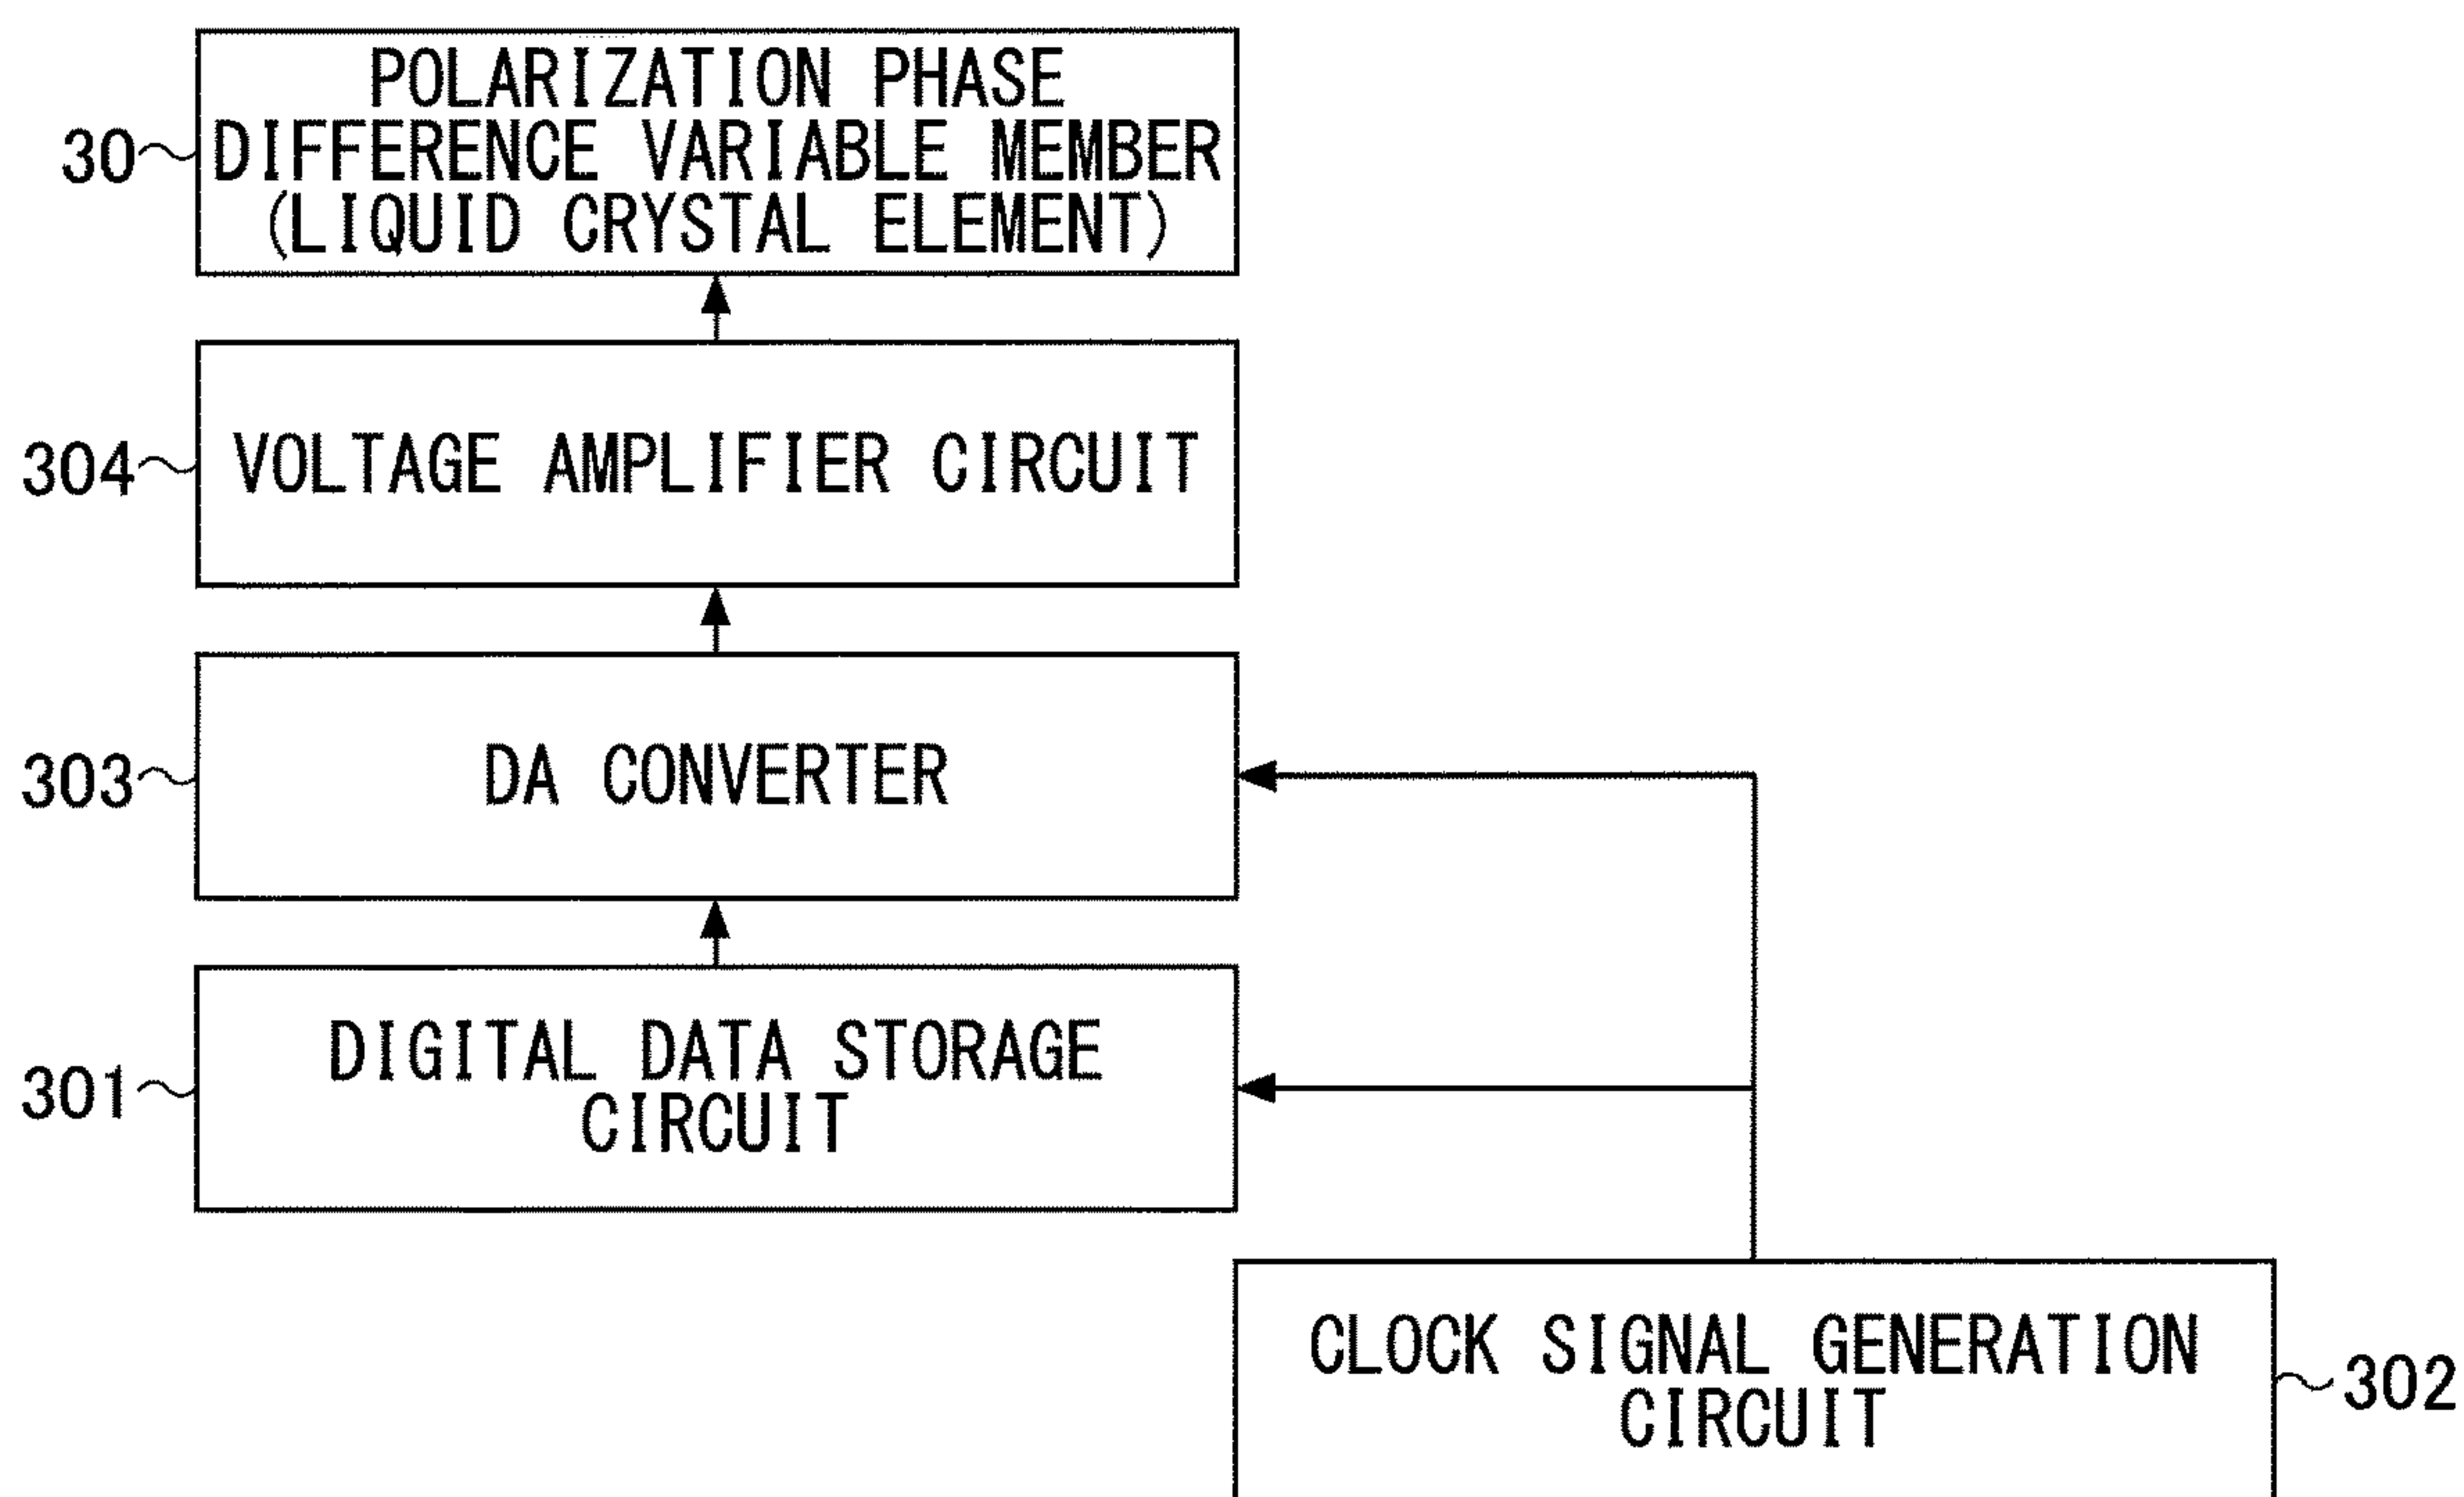 POLARIZATION PHASE
30 DIFFERENCE VARIABLE MEMBER
(LIQUID CRYSTAL ELEMENT)
304 VOLTAGE AMPLIFIER CIRCUIT
303 DA CONVERTER
DIGITAL DATA STORAGE
301
CIRCUIT
CLOCK SIGNAL GENERATION
302
CIRCUIT